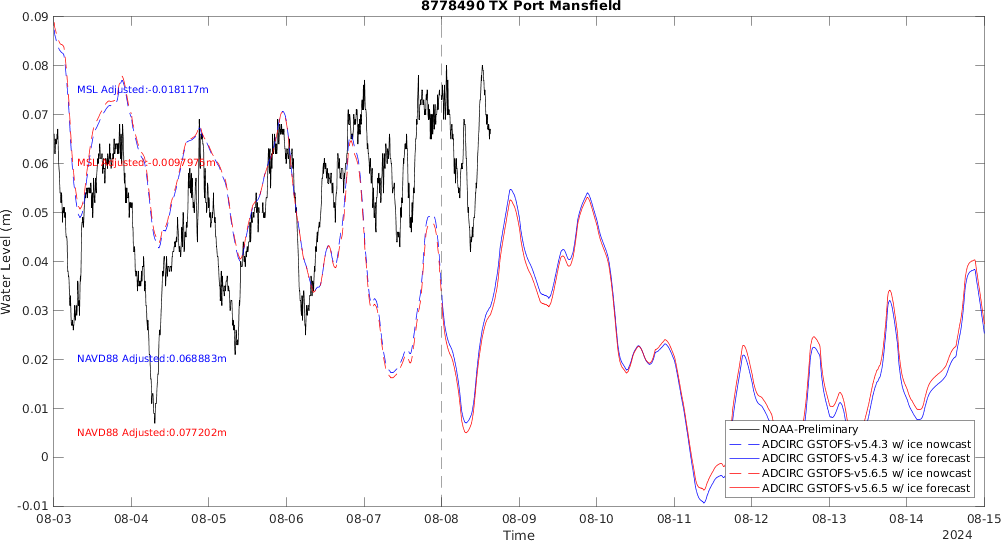 8778490 TX Port Mansfield
0.09
0.08
0.07
0.06
0.05
0.04
0.03
0.02
0.01
0
-0.01
Water Level (m)
MSL Adjusted:-0.018117m
MSL Adjusted:-0.0097975m
NAVD88 Adjusted:0.068883m
NAVD88 Adjusted:0.077202m
NOAA-Preliminary
ADCIRC GSTOFS-v5.4.3 w/ ice nowcast
ADCIRC GSTOFS-v5.4.3 w/ ice forecast
ADCIRC GSTOFS-v5.6.5 w/ ice nowcast
ADCIRC GSTOFS-v5.6.5 w/ ice forecast
08-03 08-04 08-05 08-06 08-07 08-08 08-09 08-10 08-11 08-12 08-13 08-14 08-15
Time
2024